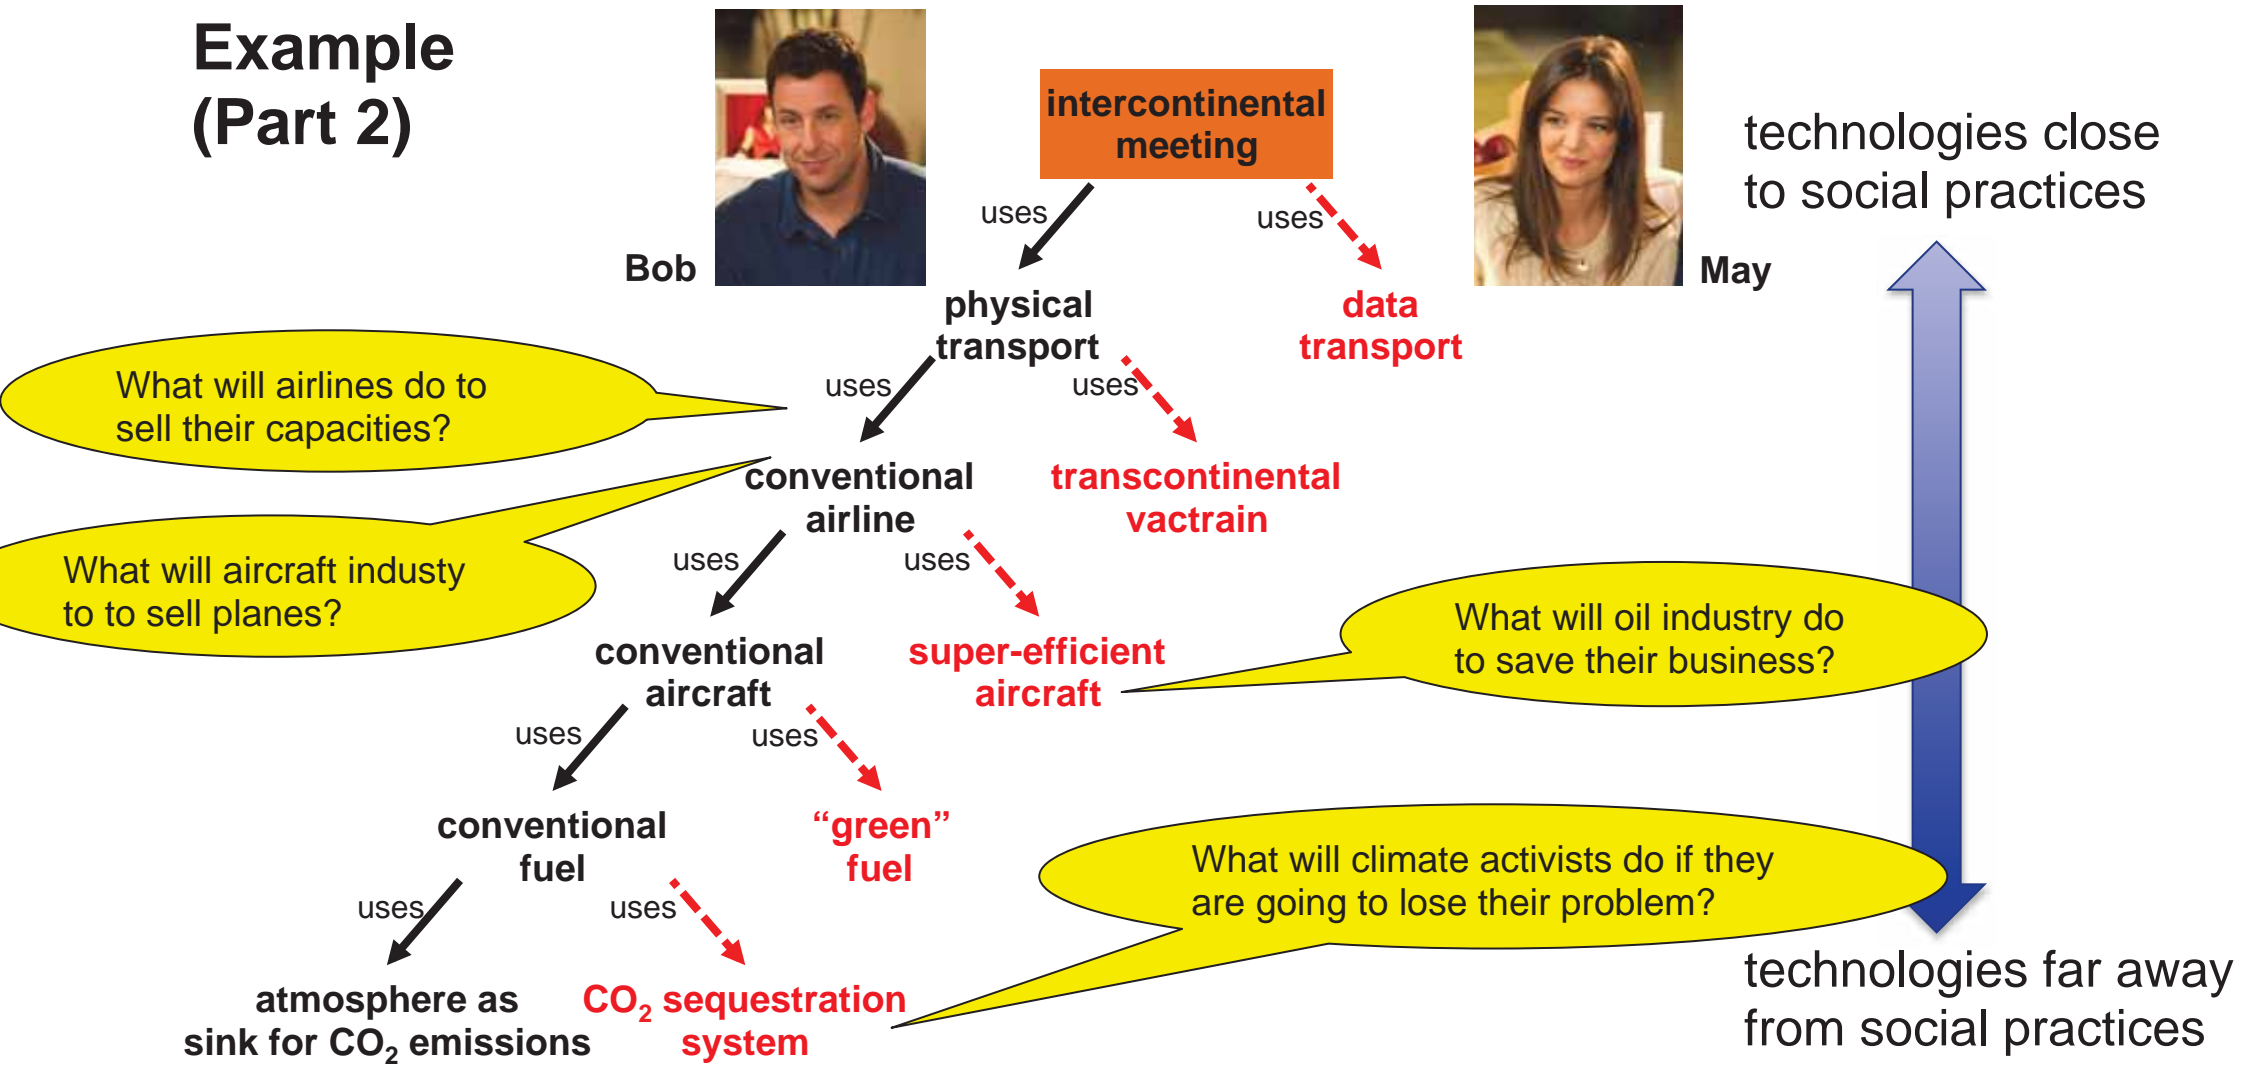 Example
(Part 2)
intercontinental
meeting
technologies close
to social practices
uses
uses
Bob
May
physical
transport
data
transport
What will airlines do to
sell their capacities?
uses
uses
conventional
airline
transcontinental
vactrain
What will aircraft industy
to to sell planes?
uses
uses
What will oil industry do
to save their business?
conventional
aircraft
super-efficient
aircraft
uses
uses
conventional
fuel
“green”
fuel
What will climate activists do if they
are going to lose their problem?
uses
uses
atmosphere as
sink for CO₂ emissions
CO₂ sequestration
system
technologies far away
from social practices